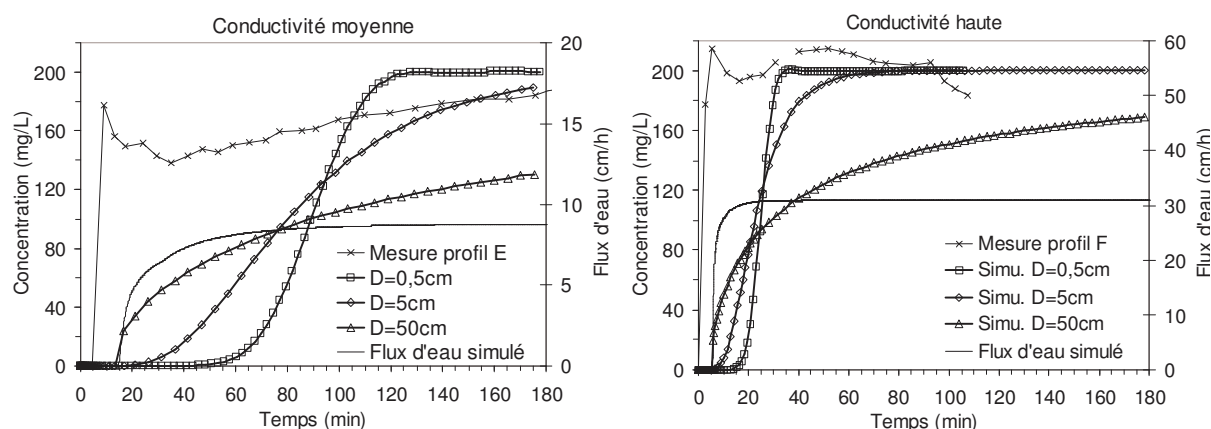 Conductivité moyenne
Concentration (mg/L)
200
160
120
80
40
0
20
15
10
5
0
Flux d'eau (cm/h)
Mesure profil E
D=0,5cm
D=5cm
D=50cm
Flux d'eau simulé
0 20 40 60 80 100 120 140 160 180
Temps (min)
Conductivité haute
Concentration (mg/L)
200
160
120
80
40
0
60
50
40
30
20
10
0
Flux d'eau (cm/h)
Mesure profil F
Simu. D=0,5cm
Simu. D=5cm
Simu. D=50cm
Flux d'eau simulé
0 20 40 60 80 100 120 140 160 180
Temps (min)